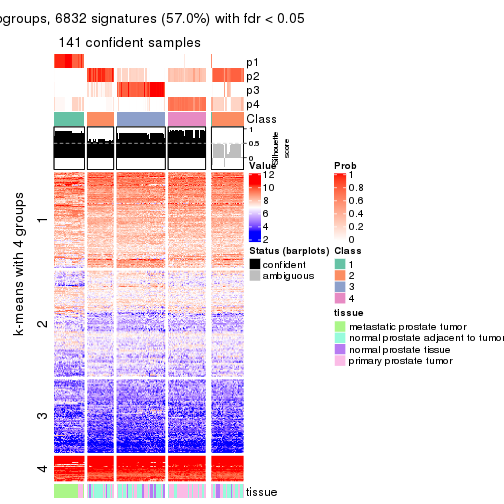 ogroups, 6832 signatures (57.0%) with fdr < 0.05
141 confident samples
p1
p2
p3
p4
Class
1
0.5
0
Silhouette
score
k-means with 4 groups
1
2
3
4
tissue
Value
12
10
8
6
4
2
Prob
1
0.8
0.6
0.4
0.2
0
Status (barplots)
confident
ambiguous
Class
1
2
3
4
tissue
metastatic prostate tumor
normal prostate adjacent to tumor
normal prostate tissue
primary prostate tumor